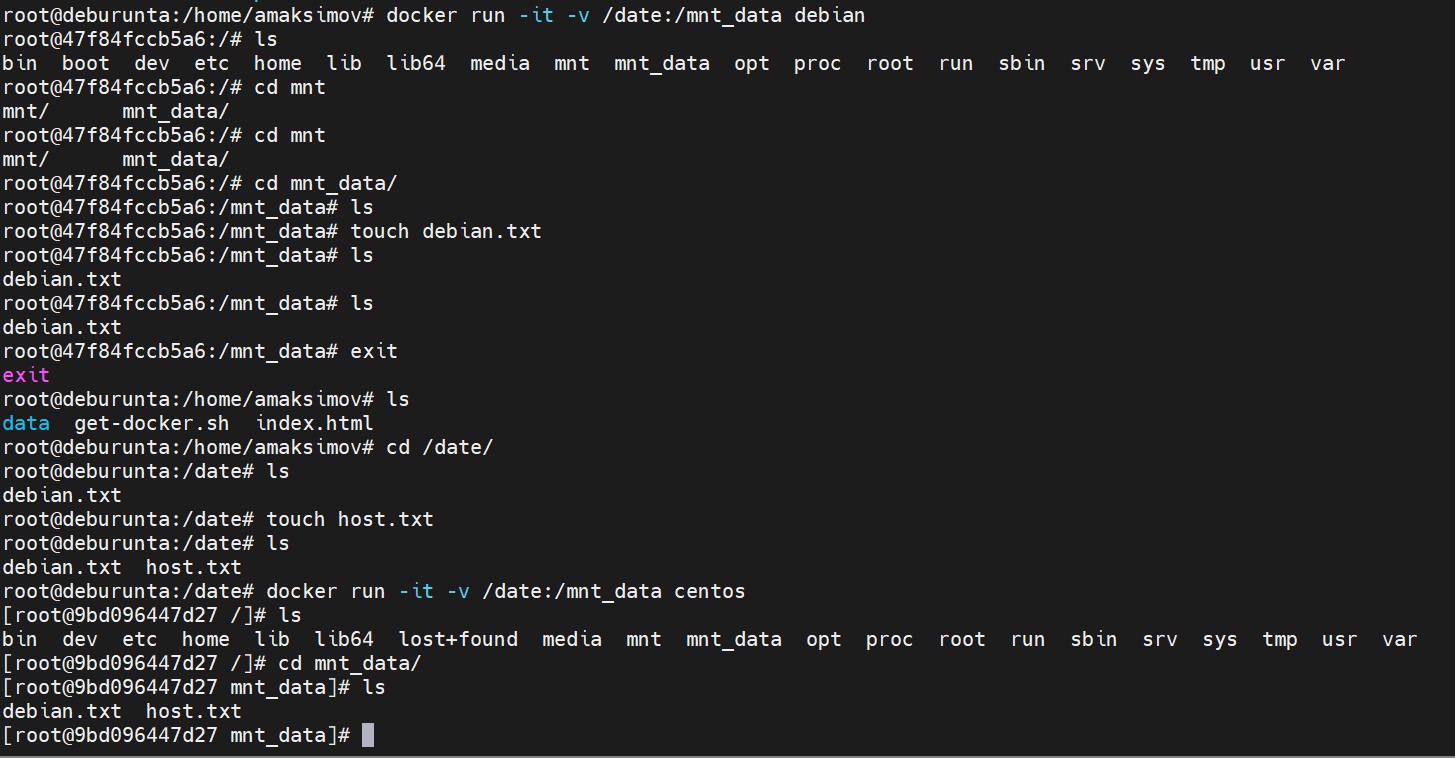 root@deburunta:/home/amaksimov# docker run -it -v /date:/mnt_data debian
root@47f84fccb5a6:/# ls
bin  boot  dev  etc  home  lib  lib64  media  mnt  mnt_data  opt  proc  root  run  sbin  srv  sys  tmp  usr  var
root@47f84fccb5a6:/# cd mnt
mnt/      mnt_data/
root@47f84fccb5a6:/# cd mnt
mnt/      mnt_data/
root@47f84fccb5a6:/# cd mnt_data/
root@47f84fccb5a6:/mnt_data# ls
root@47f84fccb5a6:/mnt_data# touch debian.txt
root@47f84fccb5a6:/mnt_data# ls
debian.txt
root@47f84fccb5a6:/mnt_data# ls
debian.txt
root@47f84fccb5a6:/mnt_data# exit
exit
root@deburunta:/home/amaksimov# ls
data  get-docker.sh  index.html
root@deburunta:/home/amaksimov# cd /date/
root@deburunta:/date# ls
debian.txt
root@deburunta:/date# touch host.txt
root@deburunta:/date# ls
debian.txt  host.txt
root@deburunta:/date# docker run -it -v /date:/mnt_data centos
[root@9bd096447d27 /]# ls
bin  dev  etc  home  lib  lib64  lost+found  media  mnt  mnt_data  opt  proc  root  run  sbin  srv  sys  tmp  usr  var
[root@9bd096447d27 /]# cd mnt_data/
[root@9bd096447d27 mnt_data]# ls
debian.txt  host.txt
[root@9bd096447d27 mnt_data]#